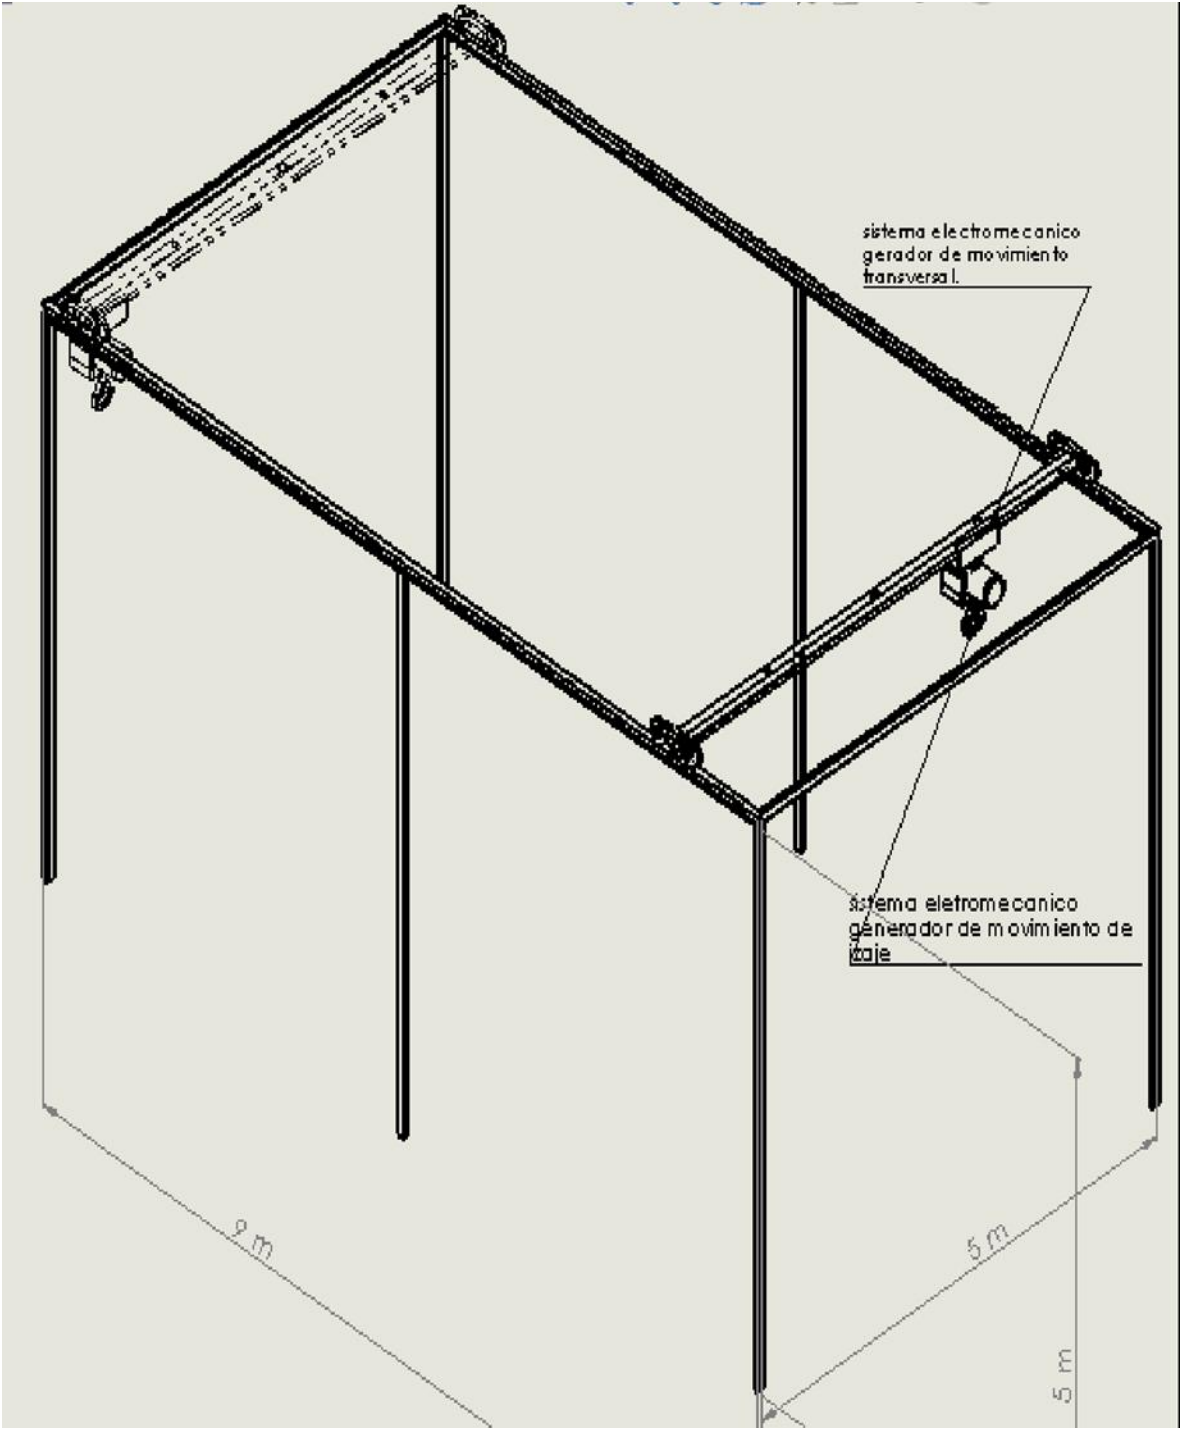 sistema electromecanico
gerador de movimiento
transversal.
sistema eletromecanico
generador de movimiento de
izaje
9 m
5 m
5 m